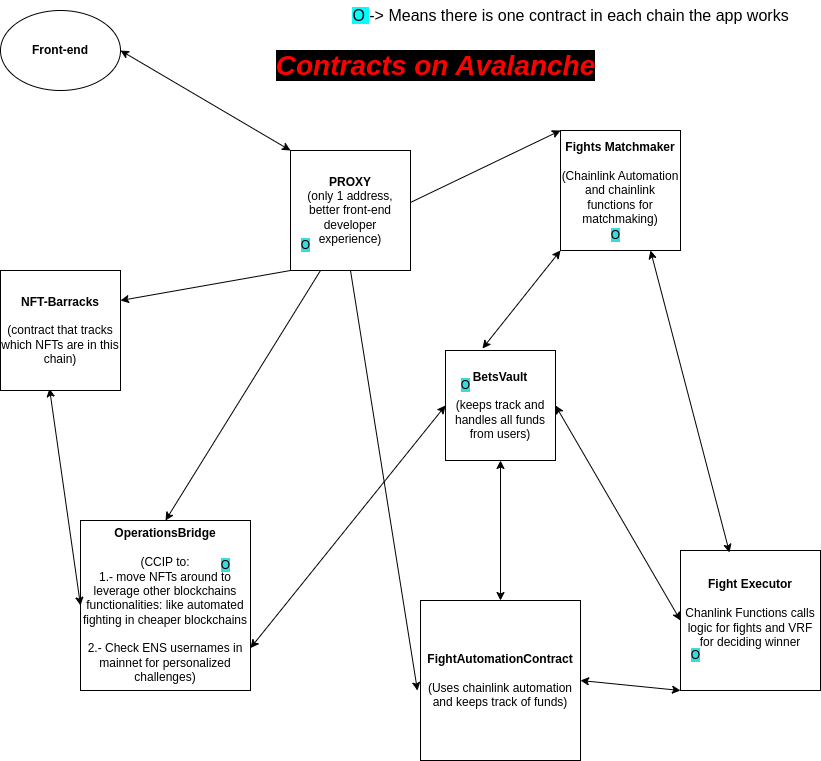 O -> Means there is one contract in each chain the app works
Front-end
Contracts on Avalanche
PROXY
(only 1 address,
better front-end
developer
experience)
O
Fights Matchmaker
(Chainlink Automation
and chainlink
functions for
matchmaking)
O
NFT-Barracks
(contract that tracks
which NFTs are in this
chain)
BetsVault
O
(keeps track and
handles all funds
from users)
OperationsBridge
(CCIP to:
O
1.- move NFTs around to
leverage other blockchains
functionalities: like automated
fighting in cheaper blockchains
2.- Check ENS usernames in
mainnet for personalized
challenges)
FightAutomationContract
(Uses chainlink automation
and keeps track of funds)
Fight Executor
Chanlink Functions calls
logic for fights and VRF
for deciding winner
O